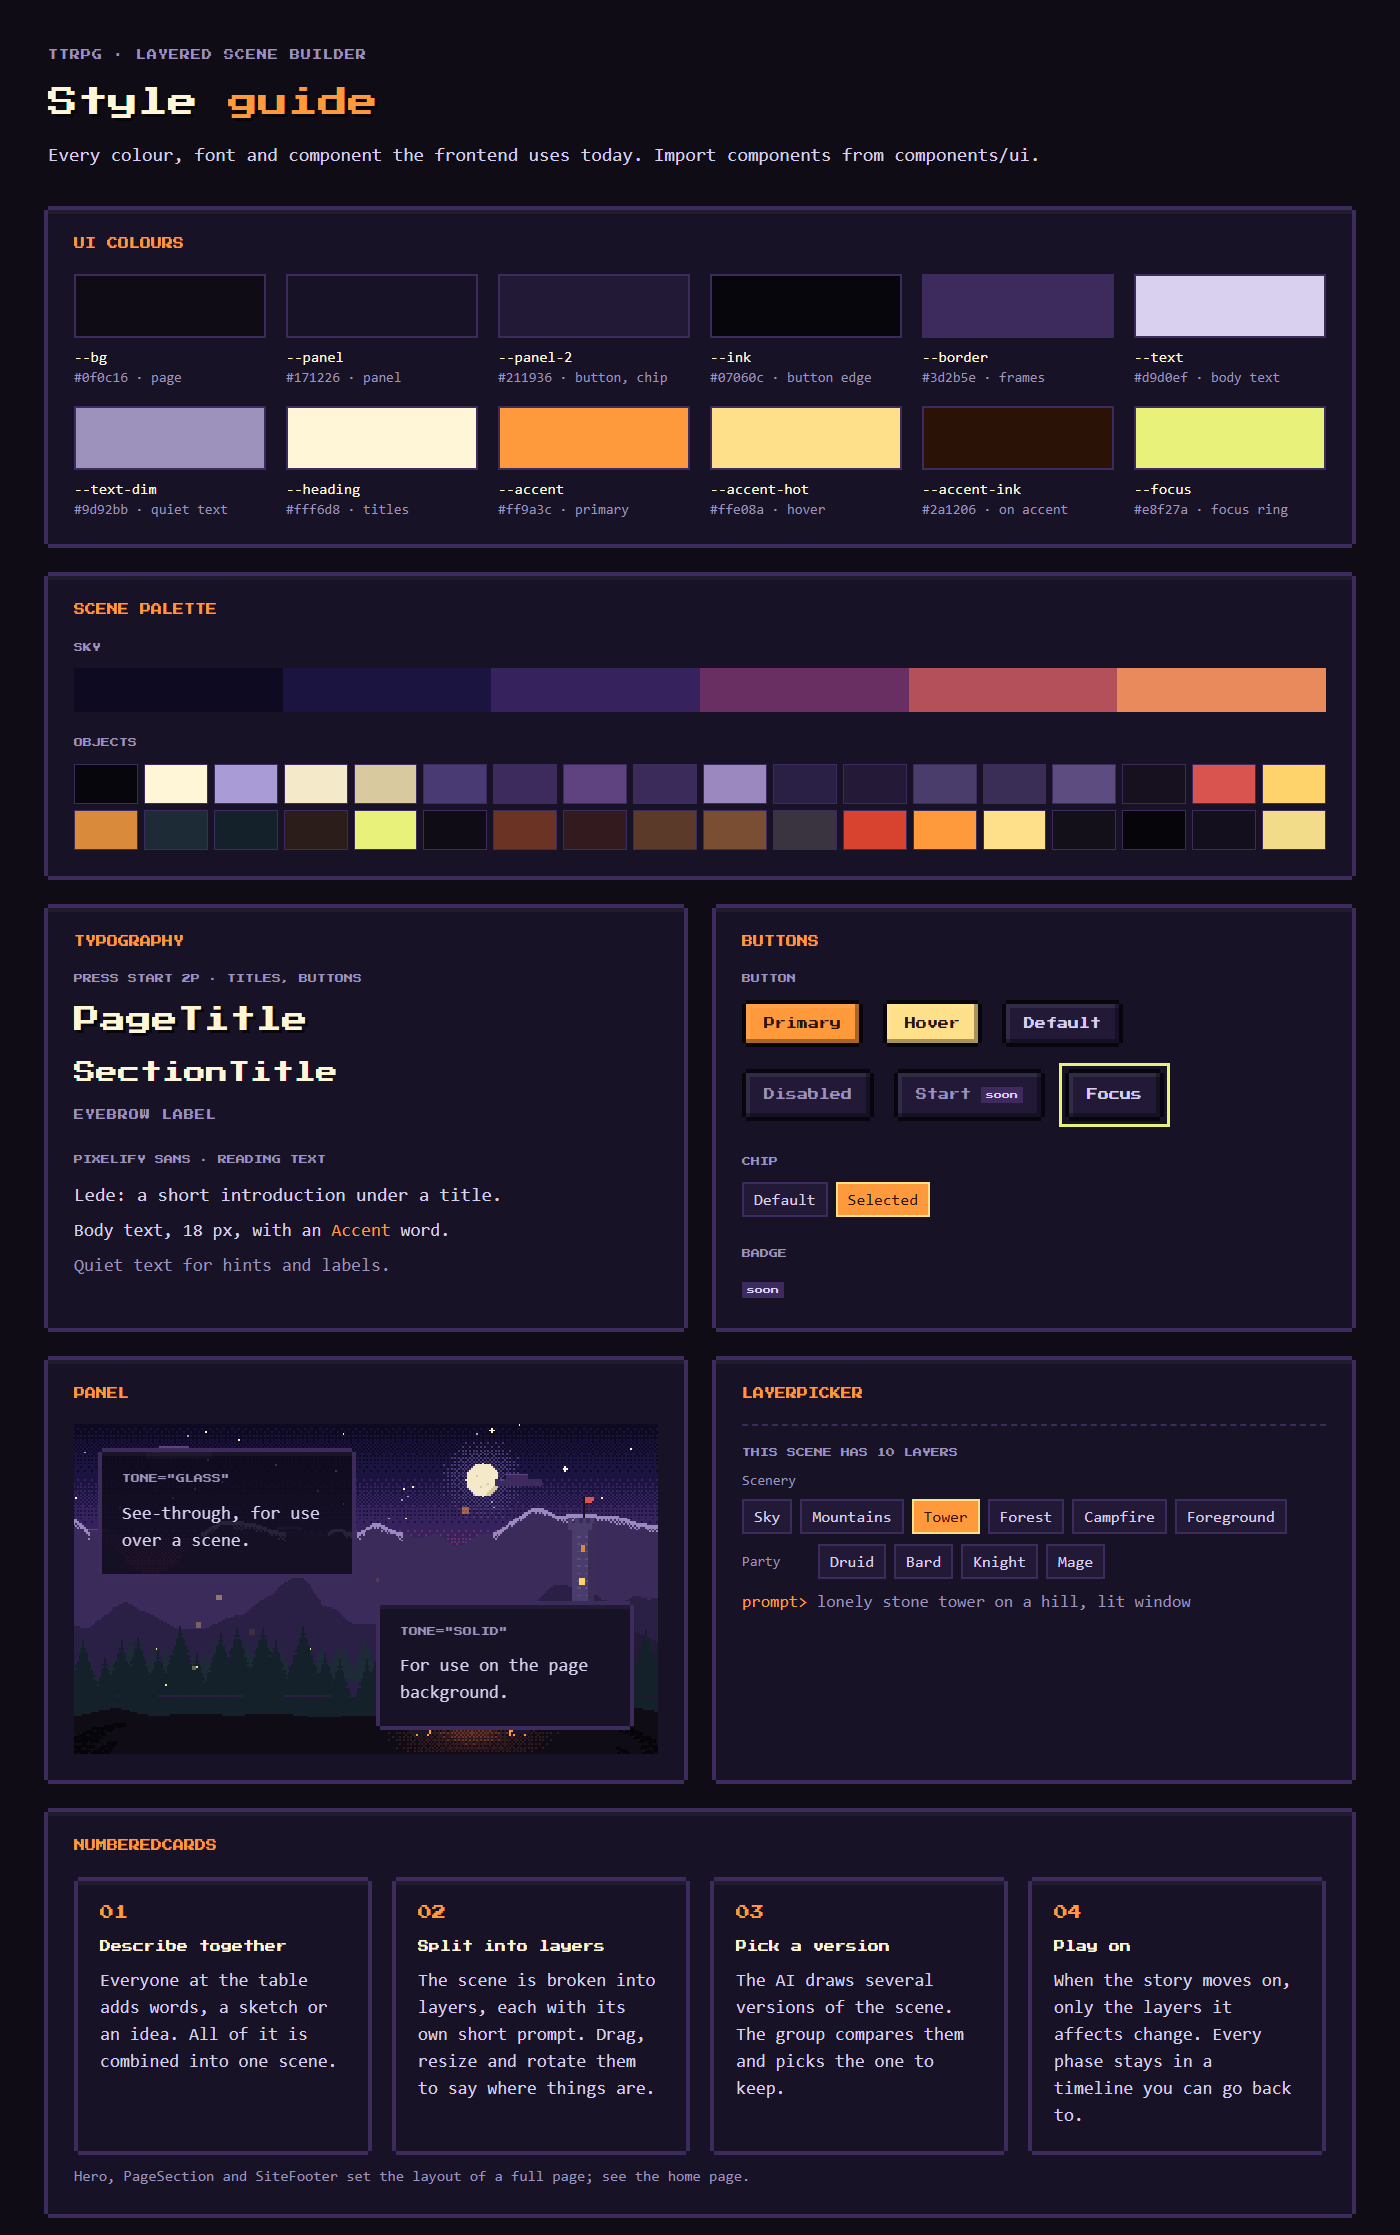 TTRPG · LAYERED SCENE BUILDER
Style guide
Every colour, font and component the frontend uses today. Import components from components/ui.
UI COLOURS
--bg
#0f0c16 · page
--panel
#171226 · panel
--panel-2
#211936 · button, chip
--ink
#07060c · button edge
--border
#3d2b5e · frames
--text
#d9d0ef · body text
--text-dim
#9d92bb · quiet text
--heading
#fff6d8 · titles
--accent
#ff9a3c · primary
--accent-hot
#ffe08a · hover
--accent-ink
#2a1206 · on accent
--focus
#e8f27a · focus ring
SCENE PALETTE
SKY
OBJECTS
TYPOGRAPHY
PRESS START 2P · TITLES, BUTTONS
PageTitle
SectionTitle
EYEBROW LABEL
PIXELIFY SANS · READING TEXT
Lede: a short introduction under a title.
Body text, 18 px, with an Accent word.
Quiet text for hints and labels.
BUTTONS
BUTTON
Primary
Hover
Default
Disabled
Start soon
Focus
CHIP
Default
Selected
BADGE
soon
PANEL
TONE="GLASS"
See-through, for use
over a scene.
TONE="SOLID"
For use on the page
background.
LAYERPICKER
THIS SCENE HAS 10 LAYERS
Scenery
Sky
Mountains
Tower
Forest
Campfire
Foreground
Party
Druid
Bard
Knight
Mage
prompt> lonely stone tower on a hill, lit window
NUMBEREDCARDS
01
Describe together
Everyone at the table
adds words, a sketch or
an idea. All of it is
combined into one scene.
02
Split into layers
The scene is broken into
layers, each with its
own short prompt. Drag,
resize and rotate them
to say where things are.
03
Pick a version
The AI draws several
versions of the scene.
The group compares them
and picks the one to
keep.
04
Play on
When the story moves on,
only the layers it
affects change. Every
phase stays in a
timeline you can go back
to.
Hero, PageSection and SiteFooter set the layout of a full page; see the home page.